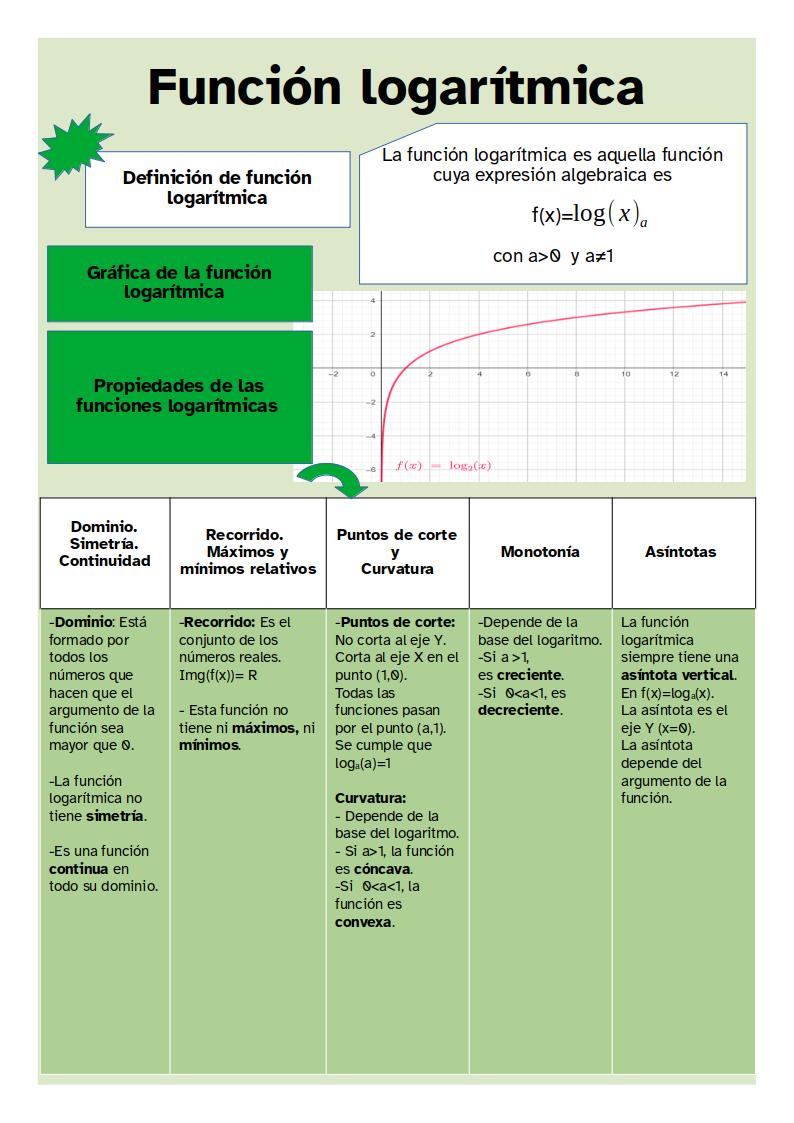 Función logarítmica
Definición de función
logarítmica
La función logarítmica es aquella función
cuya expresión algebraica es
f(x)=log(x)ₐ
con a>0 y a≠1
Gráfica de la función
logarítmica
Propiedades de las
funciones logarítmicas
4
2
−2
0
2
4
6
8
10
12
14
−2
−4
−6
f(x) = log₂(x)
Dominio.
Simetría.
Continuidad
Recorrido.
Máximos y
mínimos relativos
Puntos de corte
y
Curvatura
Monotonía
Asíntotas
-Dominio: Está
formado por
todos los
números que
hacen que el
argumento de la
función sea
mayor que 0.
-La función
logarítmica no
tiene simetría.
-Es una función
continua en
todo su dominio.
-Recorrido: Es el
conjunto de los
números reales.
Img(f(x))= R
- Esta función no
tiene ni máximos, ni
mínimos.
-Puntos de corte:
No corta al eje Y.
Corta al eje X en el
punto (1,0).
Todas las
funciones pasan
por el punto (a,1).
Se cumple que
logₐ(a)=1
Curvatura:
- Depende de la
base del logaritmo.
- Si a>1, la función
es cóncava.
-Si 0<a<1, la
función es
convexa.
-Depende de la
base del logaritmo.
-Si a >1,
es creciente.
-Si 0<a<1, es
decreciente.
La función
logarítmica
siempre tiene una
asíntota vertical.
En f(x)=logₐ(x).
La asíntota es el
eje Y (x=0).
La asíntota
depende del
argumento de la
función.